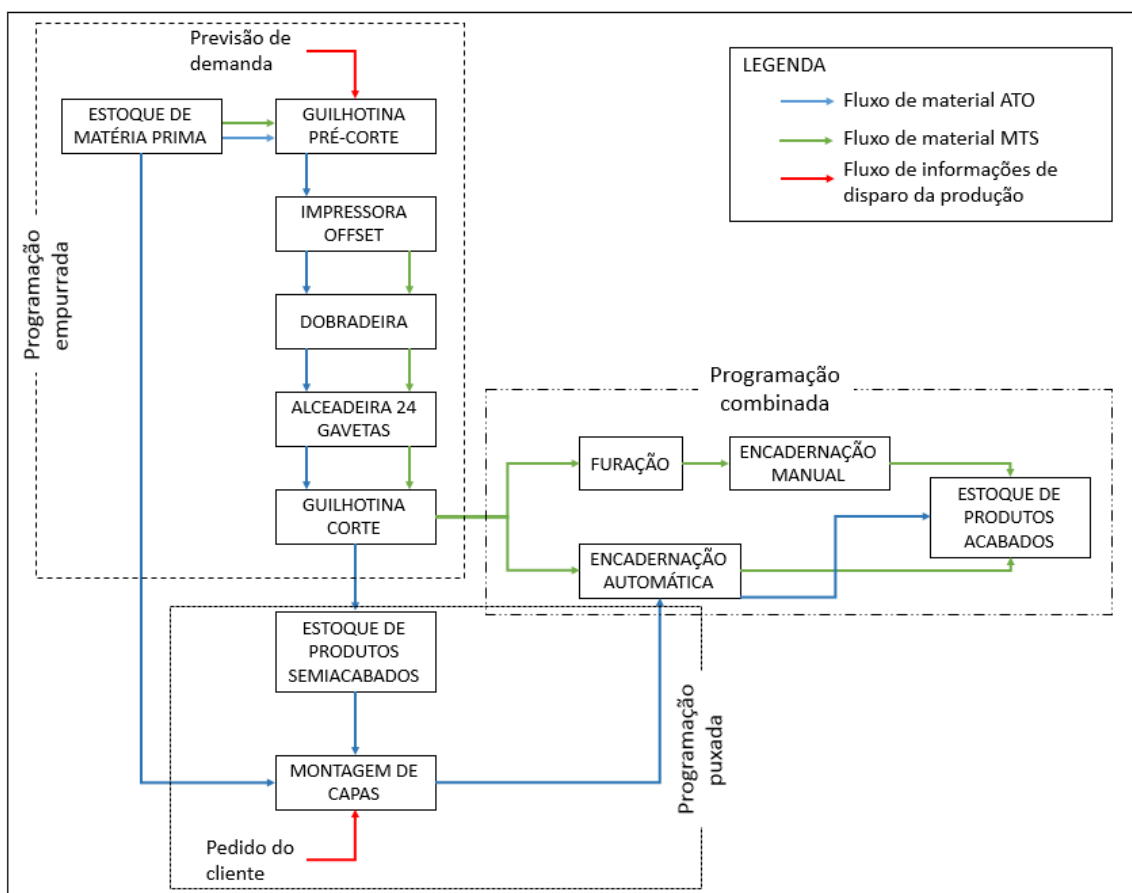 Previsão de
demanda
ESTOQUE DE
MATÉRIA PRIMA
GUILHOTINA
PRÉ-CORTE
IMPRESSORA
OFFSET
DOBRADEIRA
ALCEADEIRA 24
GAVETAS
GUILHOTINA
CORTE
Programação
empurrada
LEGENDA
Fluxo de material ATO
Fluxo de material MTS
Fluxo de informações de
disparo da produção
Programação
combinada
FURAÇÃO
ENCADERNAÇÃO
MANUAL
ESTOQUE DE
PRODUTOS
ACABADOS
ENCADERNAÇÃO
AUTOMÁTICA
ESTOQUE DE
PRODUTOS
SEMIACABADOS
MONTAGEM DE
CAPAS
Programação
puxada
Pedido do
cliente